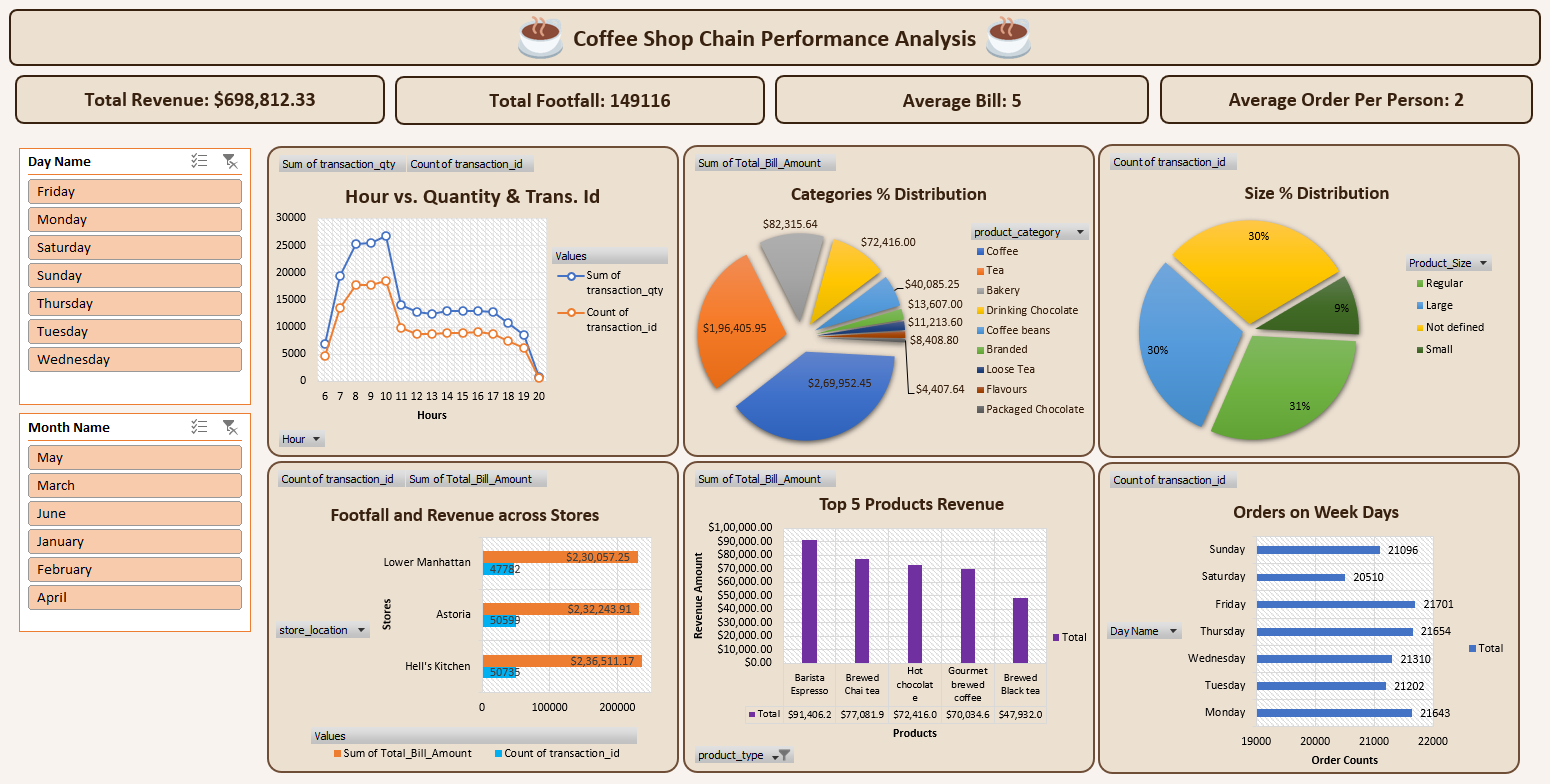 Coffee Shop Chain Performance Analysis
Total Revenue: $698,812.33
Total Footfall: 149116
Average Bill: 5
Average Order Per Person: 2
Day Name
Friday
Monday
Saturday
Sunday
Thursday
Tuesday
Wednesday
Month Name
May
March
June
January
February
April
Sum of transaction_qty Count of transaction_id
Hour vs. Quantity & Trans. Id
30000
25000
20000
15000
10000
5000
0
6 7 8 9 10 11 12 13 14 15 16 17 18 19 20
Hours
Values
Sum of
transaction_qty
Count of
transaction_id
Hour
Sum of Total_Bill_Amount
Categories % Distribution
$82,315.64
$72,416.00
$40,085.25
$13,607.00
$11,213.60
$8,408.80
$4,407.64
$1,96,405.95
$2,69,952.45
product_category
Coffee
Tea
Bakery
Drinking Chocolate
Coffee beans
Branded
Loose Tea
Flavours
Packaged Chocolate
Count of transaction_id
Size % Distribution
30%
9%
30%
31%
Product_Size
Regular
Large
Not defined
Small
Count of transaction_id Sum of Total_Bill_Amount
Footfall and Revenue across Stores
Stores
Lower Manhattan
$2,30,057.25
47782
Astoria
$2,32,243.91
50599
Hell's Kitchen
$2,36,511.17
50735
0 100000 200000
store_location
Values
Sum of Total_Bill_Amount Count of transaction_id
Sum of Total_Bill_Amount
Top 5 Products Revenue
Revenue Amount
$1,00,000.00
$90,000.00
$80,000.00
$70,000.00
$60,000.00
$50,000.00
$40,000.00
$30,000.00
$20,000.00
$10,000.00
$0.00
Barista
Espresso
Brewed
Chai tea
Hot
chocolat
e
Gourmet
brewed
coffee
Brewed
Black tea
Total $91,406.2 $77,081.9 $72,416.0 $70,034.6 $47,932.0
Products
Total
product_type
Count of transaction_id
Orders on Week Days
Sunday 21096
Saturday 20510
Friday 21701
Thursday 21654
Wednesday 21310
Tuesday 21202
Monday 21643
19000 20000 21000 22000
Order Counts
Day Name
Total